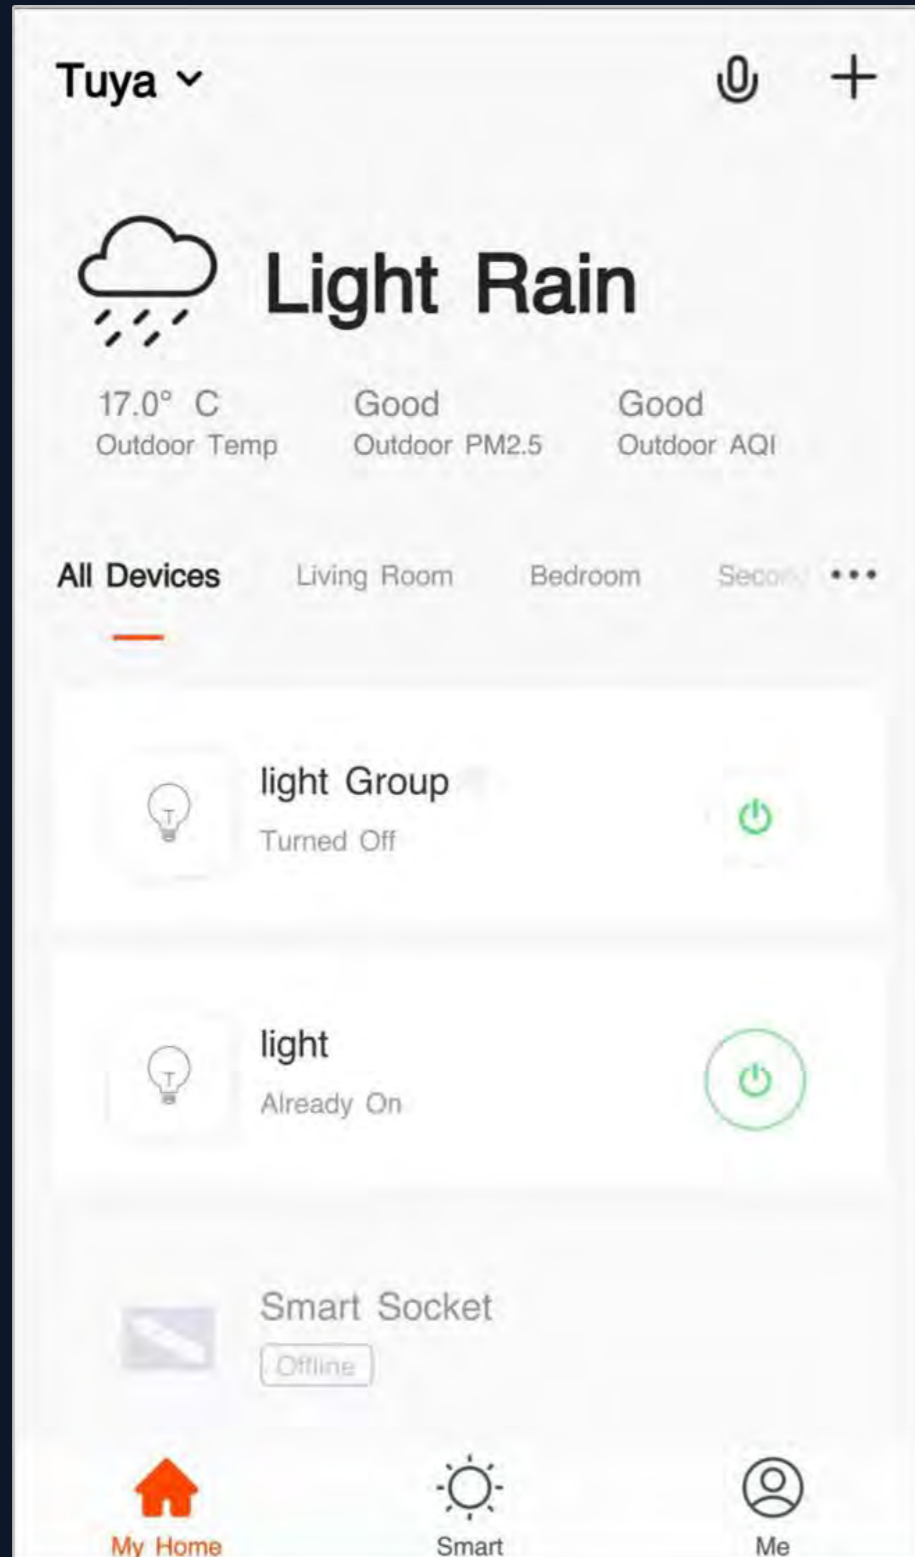 Tuya
Light Rain
17.0° C Good Good
Outdoor Temp Outdoor PM2.5 Outdoor AQI
All Devices Living Room Bedroom Second •••
light Group
Turned Off
light
Already On
Smart Socket
Offline
My Home Smart Me